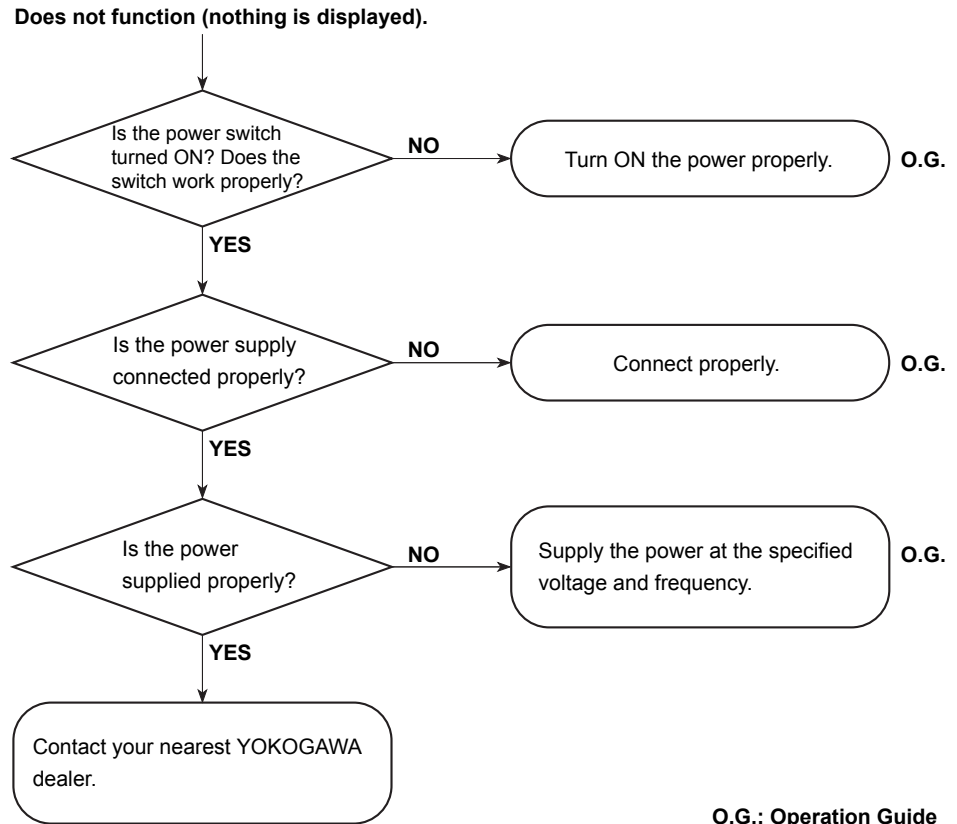 Does not function (nothing is displayed).
Is the power switch
turned ON? Does the
switch work properly?
NO
Turn ON the power properly.
O.G.
YES
Is the power supply
connected properly?
NO
Connect properly.
O.G.
YES
Is the power
supplied properly?
NO
Supply the power at the specified
voltage and frequency.
O.G.
YES
Contact your nearest YOKOGAWA
dealer.
O.G.: Operation Guide